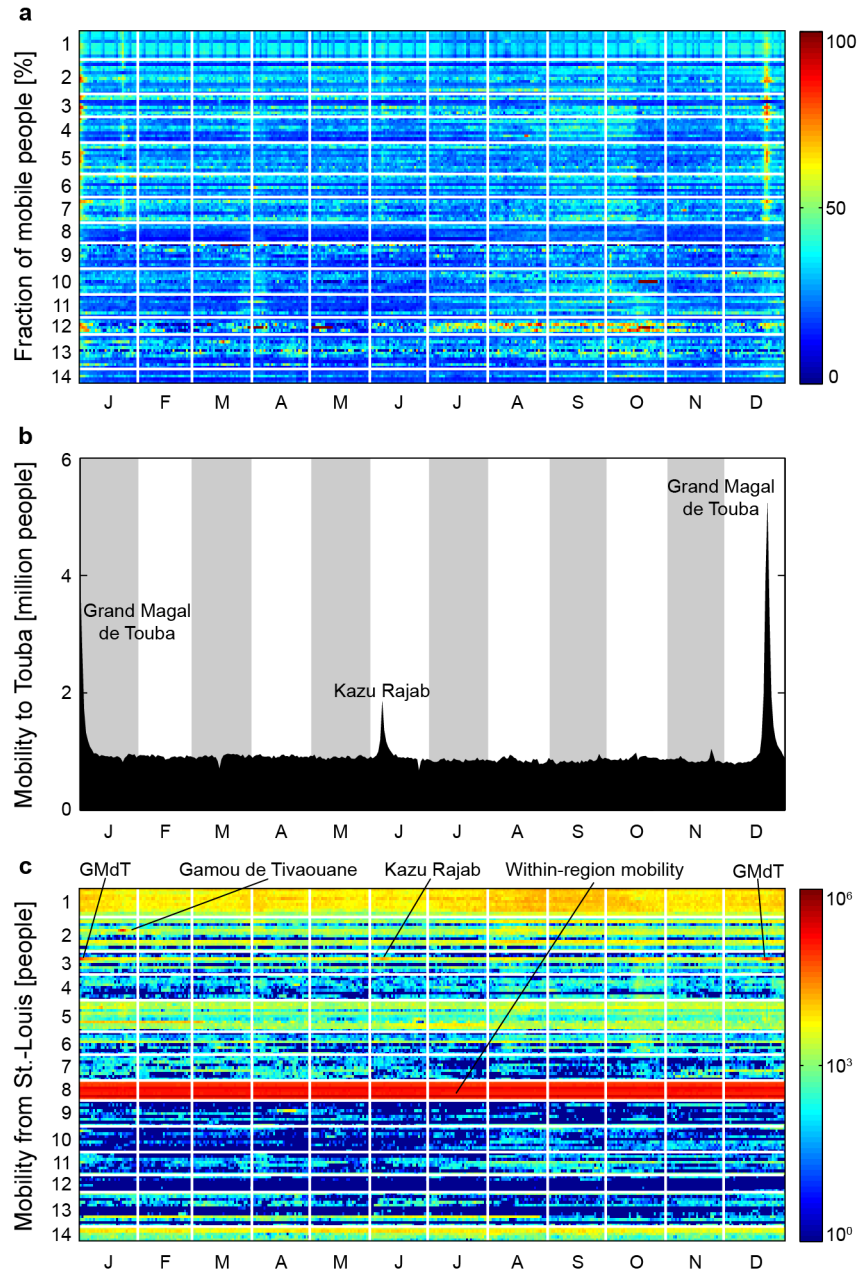 a
Fraction of mobile people [%]
1
2
3
4
5
6
7
8
9
10
11
12
13
14
J F M A M J J A S O N D
100
50
0
b
Mobility to Touba [million people]
6
4
2
0
Grand Magal
de Touba
Kazu Rajab
Grand Magal
de Touba
J F M A M J J A S O N D
c
GMdT Gamou de Tivaouane Kazu Rajab Within-region mobility GMdT
Mobility from St.-Louis [people]
1
2
3
4
5
6
7
8
9
10
11
12
13
14
J F M A M J J A S O N D
10⁶
10³
10⁰